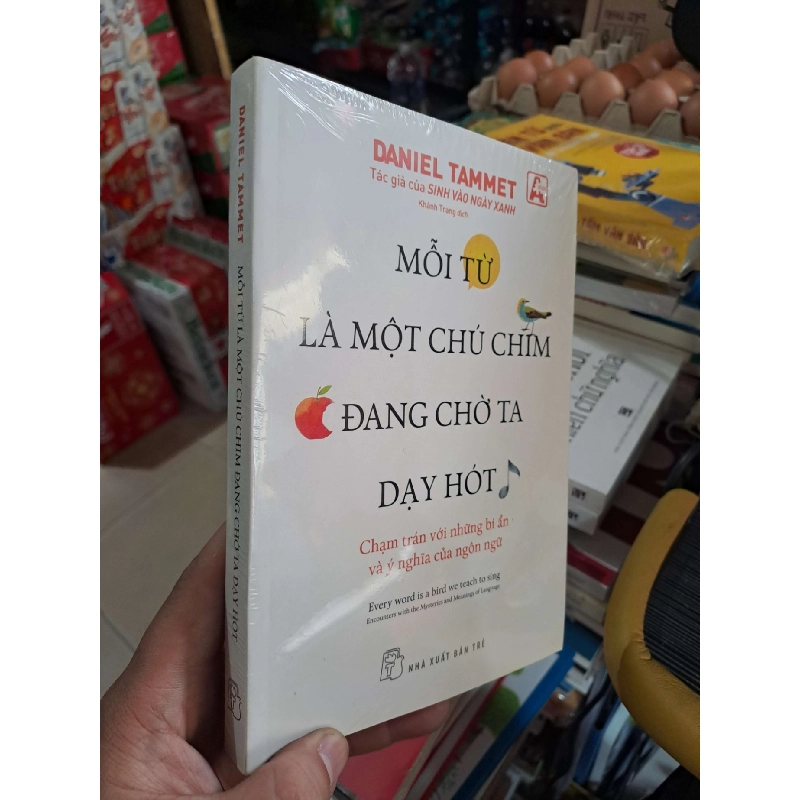 DANIEL TAMMET
Tác giả của SINH VÀO NGÀY XANH
Khánh Trang dịch
MỖI TỪ
LÀ MỘT CHÚ CHIM
ĐANG CHỜ TA
DẠY HÓT
Chạm trán với những bí ẩn
và ý nghĩa của ngôn ngữ
Every word is a bird we teach to sing
Encounters with the Mysteries and Meanings of Language
NHÀ XUẤT BẢN TRẺ
DANIEL TAMMET MỖI TỪ LÀ MỘT CHÚ CHIM ĐANG CHỜ TA DẠY HÓT